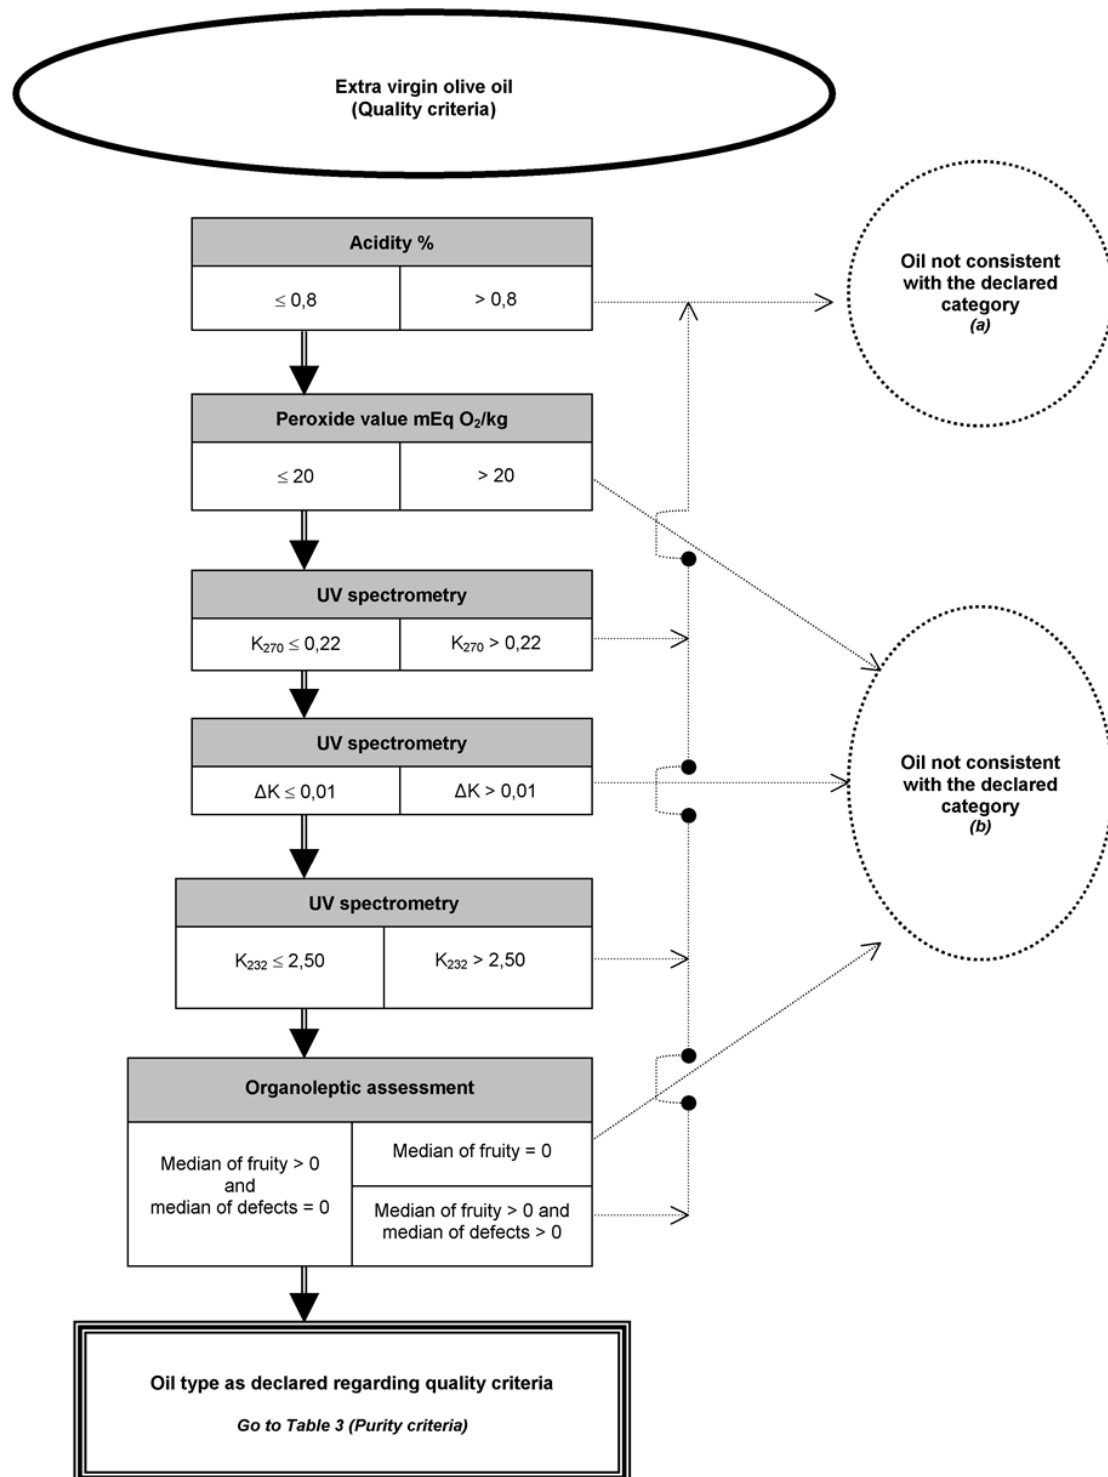 Extra virgin olive oil
(Quality criteria)
Acidity %
≤ 0,8
> 0,8
Oil not consistent
with the declared
category
(a)
Peroxide value mEq O₂/kg
≤ 20
> 20
UV spectrometry
K₂₇₀ ≤ 0,22
K₂₇₀ > 0,22
UV spectrometry
ΔK ≤ 0,01
ΔK > 0,01
Oil not consistent
with the declared
category
(b)
UV spectrometry
K₂₃₂ ≤ 2,50
K₂₃₂ > 2,50
Organoleptic assessment
Median of fruity > 0
and
median of defects = 0
Median of fruity = 0
Median of fruity > 0 and
median of defects > 0
Oil type as declared regarding quality criteria
Go to Table 3 (Purity criteria)